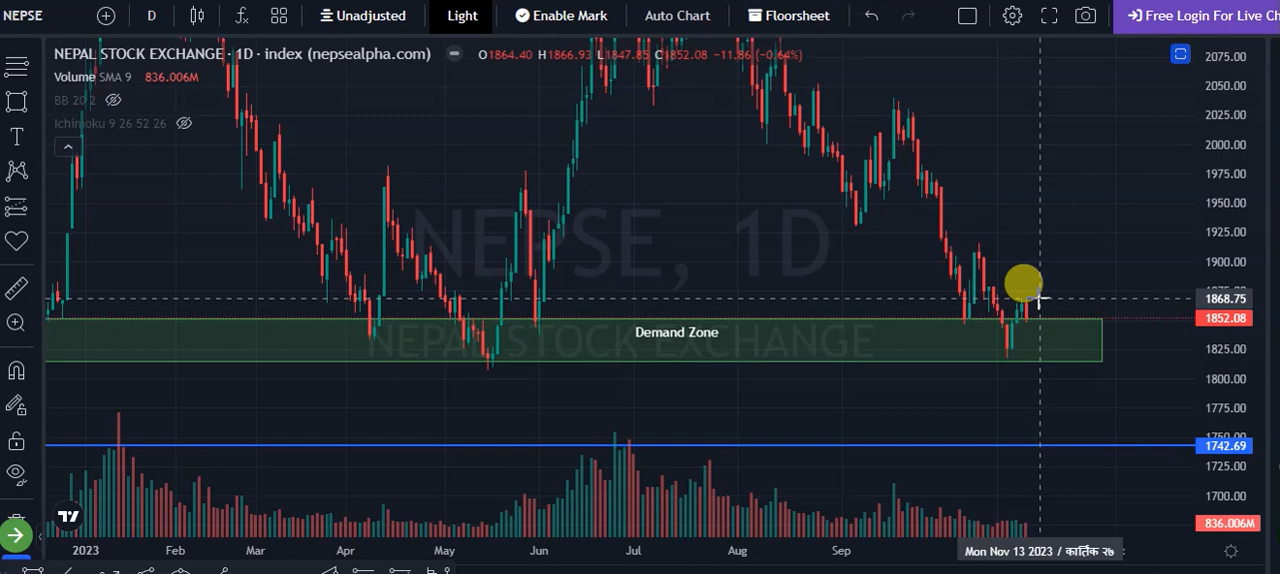 NEPSE D Unadjusted Light Enable Mark Auto Chart Floorsheet Free Login For Live Ch
NEPAL STOCK EXCHANGE · 1D · index (nepsealpha.com) O1864.40 H1866.93 L1847.85 C1852.08 -11.86 (-0.64%)
Volume SMA 9 836.006M
BB 20 2
Ichimoku 9 26 52 26
NEPSE, 1D
NEPAL STOCK EXCHANGE
Demand Zone
2075.00
2050.00
2025.00
2000.00
1975.00
1950.00
1925.00
1900.00
1868.75
1852.08
1825.00
1800.00
1775.00
1742.69
1725.00
1700.00
836.006M
2023 Feb Mar Apr May Jun Jul Aug Sep Mon Nov 13 2023 / कार्तिक २७